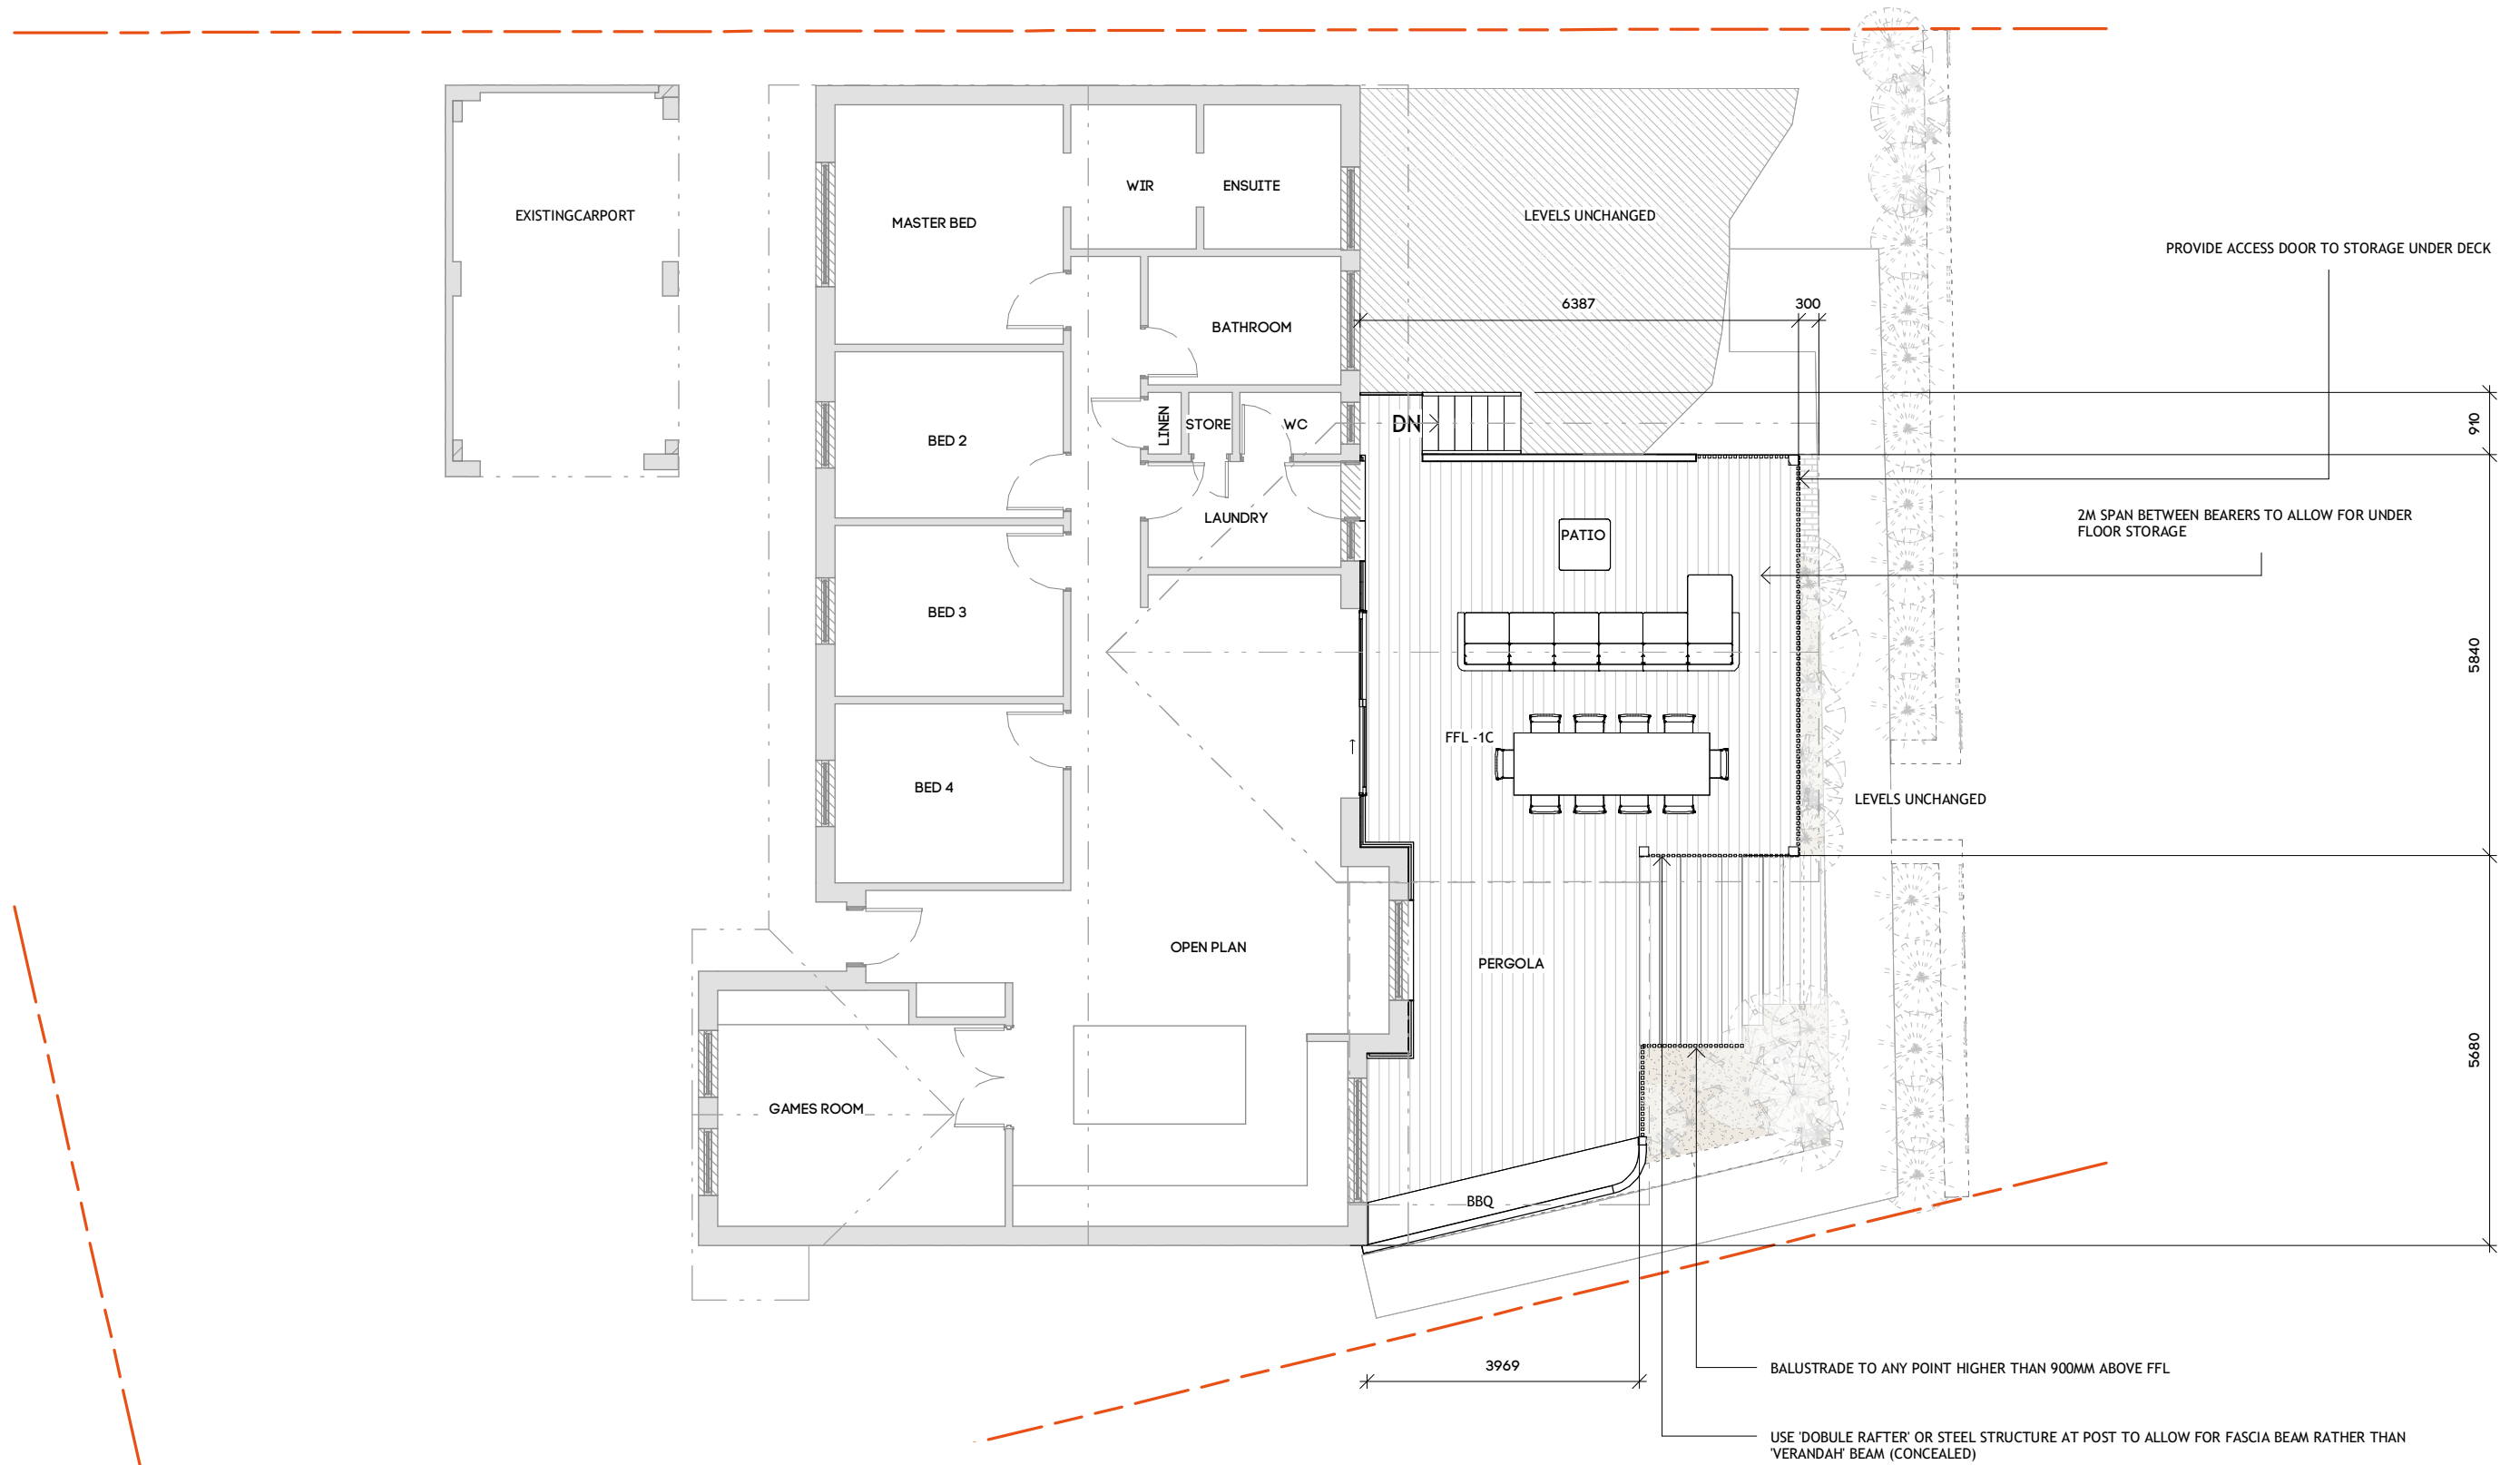 EXISTINGCARPORT
MASTER BED
WIR
ENSUITE
LEVELS UNCHANGED
PROVIDE ACCESS DOOR TO STORAGE UNDER DECK
6387
300
BATHROOM
BED 2
LINEN
STORE
WC
DN
910
LAUNDRY
PATIO
2M SPAN BETWEEN BEARERS TO ALLOW FOR UNDER
FLOOR STORAGE
BED 3
5840
FFL -1C
BED 4
LEVELS UNCHANGED
OPEN PLAN
PERGOLA
5680
GAMES ROOM
BBQ
3969
BALUSTRADE TO ANY POINT HIGHER THAN 900MM ABOVE FFL
USE 'DOBULE RAFTER' OR STEEL STRUCTURE AT POST TO ALLOW FOR FASCIA BEAM RATHER THAN
'VERANDAH' BEAM (CONCEALED)